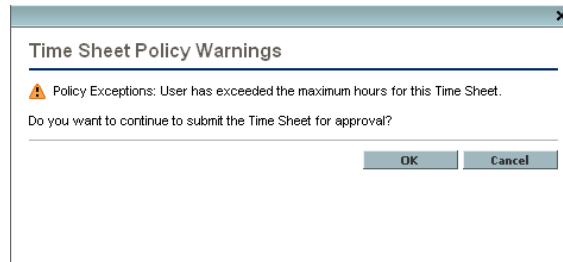 Time Sheet Policy Warnings
Policy Exceptions: User has exceeded the maximum hours for this Time Sheet.
Do you want to continue to submit the Time Sheet for approval?
OK Cancel